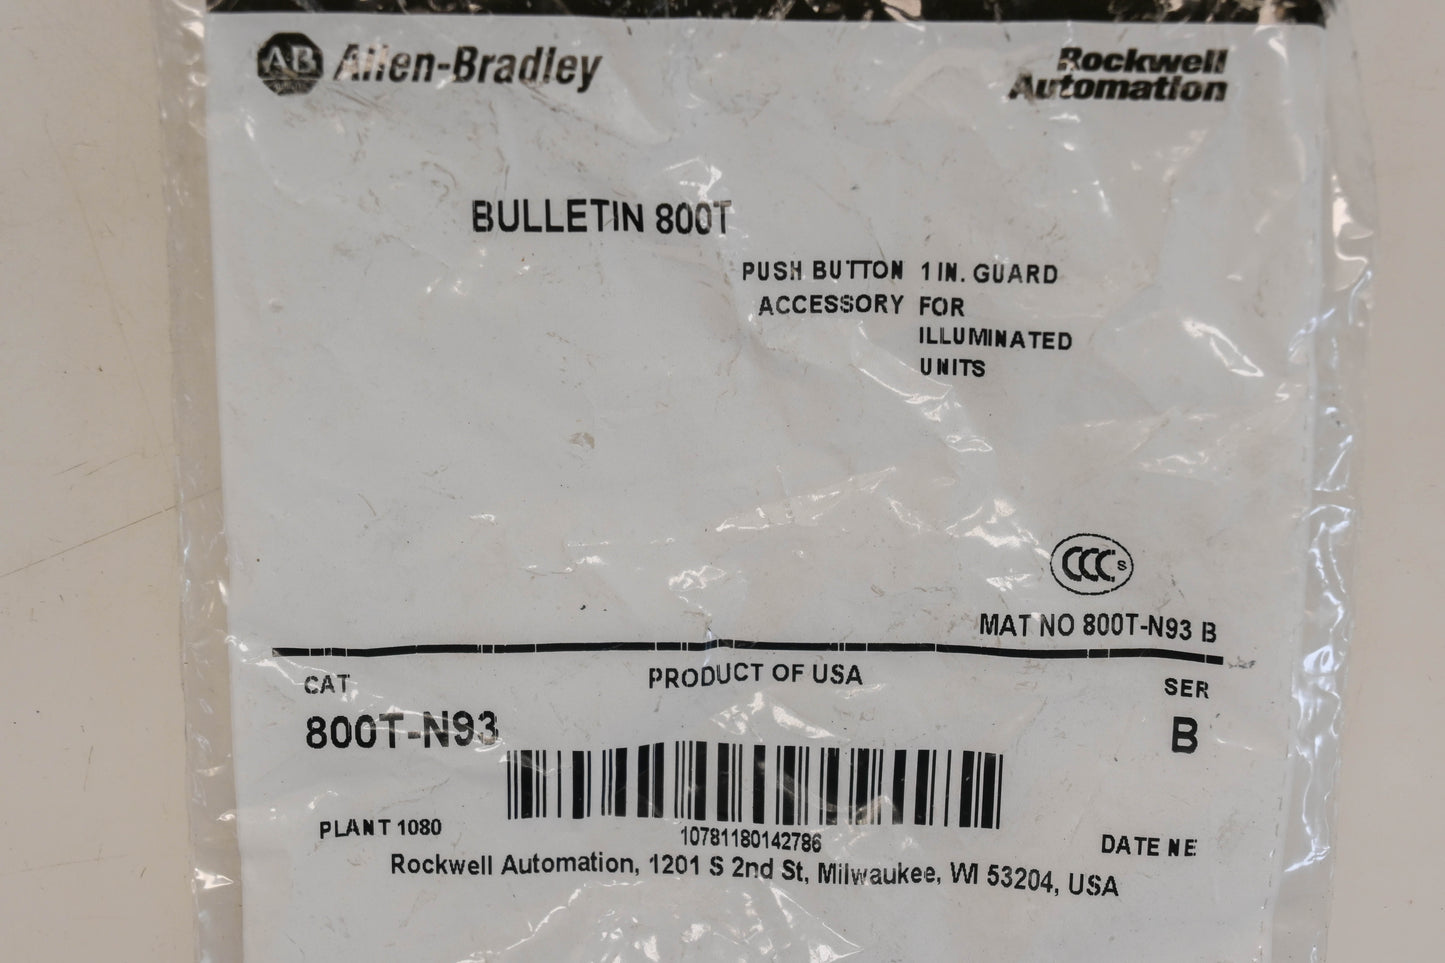 AB Allen-Bradley
Rockwell
Automation
BULLETIN 800T
PUSH BUTTON 1 IN. GUARD
ACCESSORY FOR
ILLUMINATED
UNITS
CCC S
MAT NO 800T-N93 B
CAT PRODUCT OF USA SER
800T-N93 B
PLANT 1080 10781180142786 DATE NE
Rockwell Automation, 1201 S 2nd St, Milwaukee, WI 53204, USA